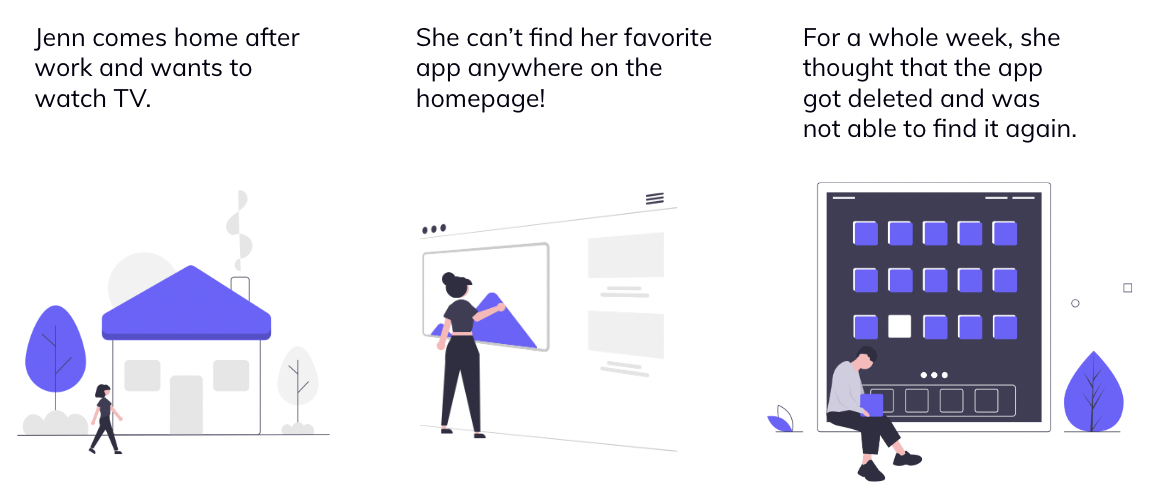 Jenn comes home after
work and wants to
watch TV.
She can’t find her favorite
app anywhere on the
homepage!
For a whole week, she
thought that the app
got deleted and was
not able to find it again.